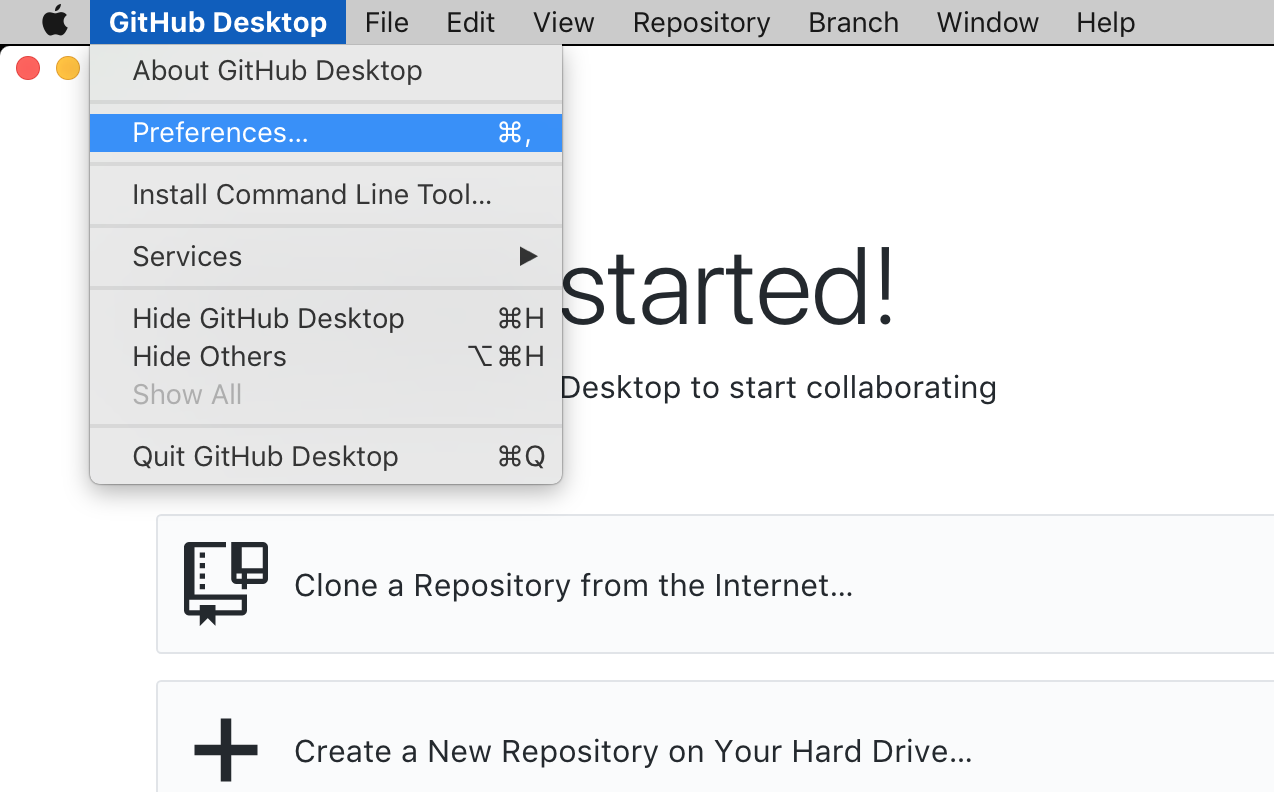 GitHub Desktop File Edit View Repository Branch Window Help
About GitHub Desktop
Preferences... ⌘,
Install Command Line Tool...
Services ▶
Hide GitHub Desktop ⌘H
Hide Others ⌥⌘H
Show All
Quit GitHub Desktop ⌘Q
started!
Desktop to start collaborating
Clone a Repository from the Internet...
Create a New Repository on Your Hard Drive...